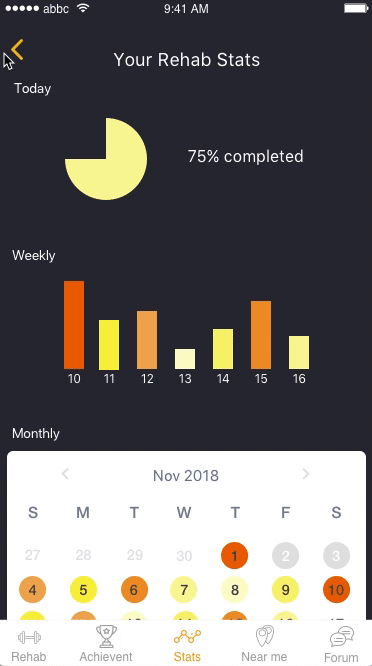 abbc 9:41 AM
Your Rehab Stats
Today
75% completed
Weekly
10 11 12 13 14 15 16
Monthly
Nov 2018
S M T W T F S
27 28 29 30 1 2 3
4 5 6 7 8 9 10
Rehab Achievent Stats Near me Forum